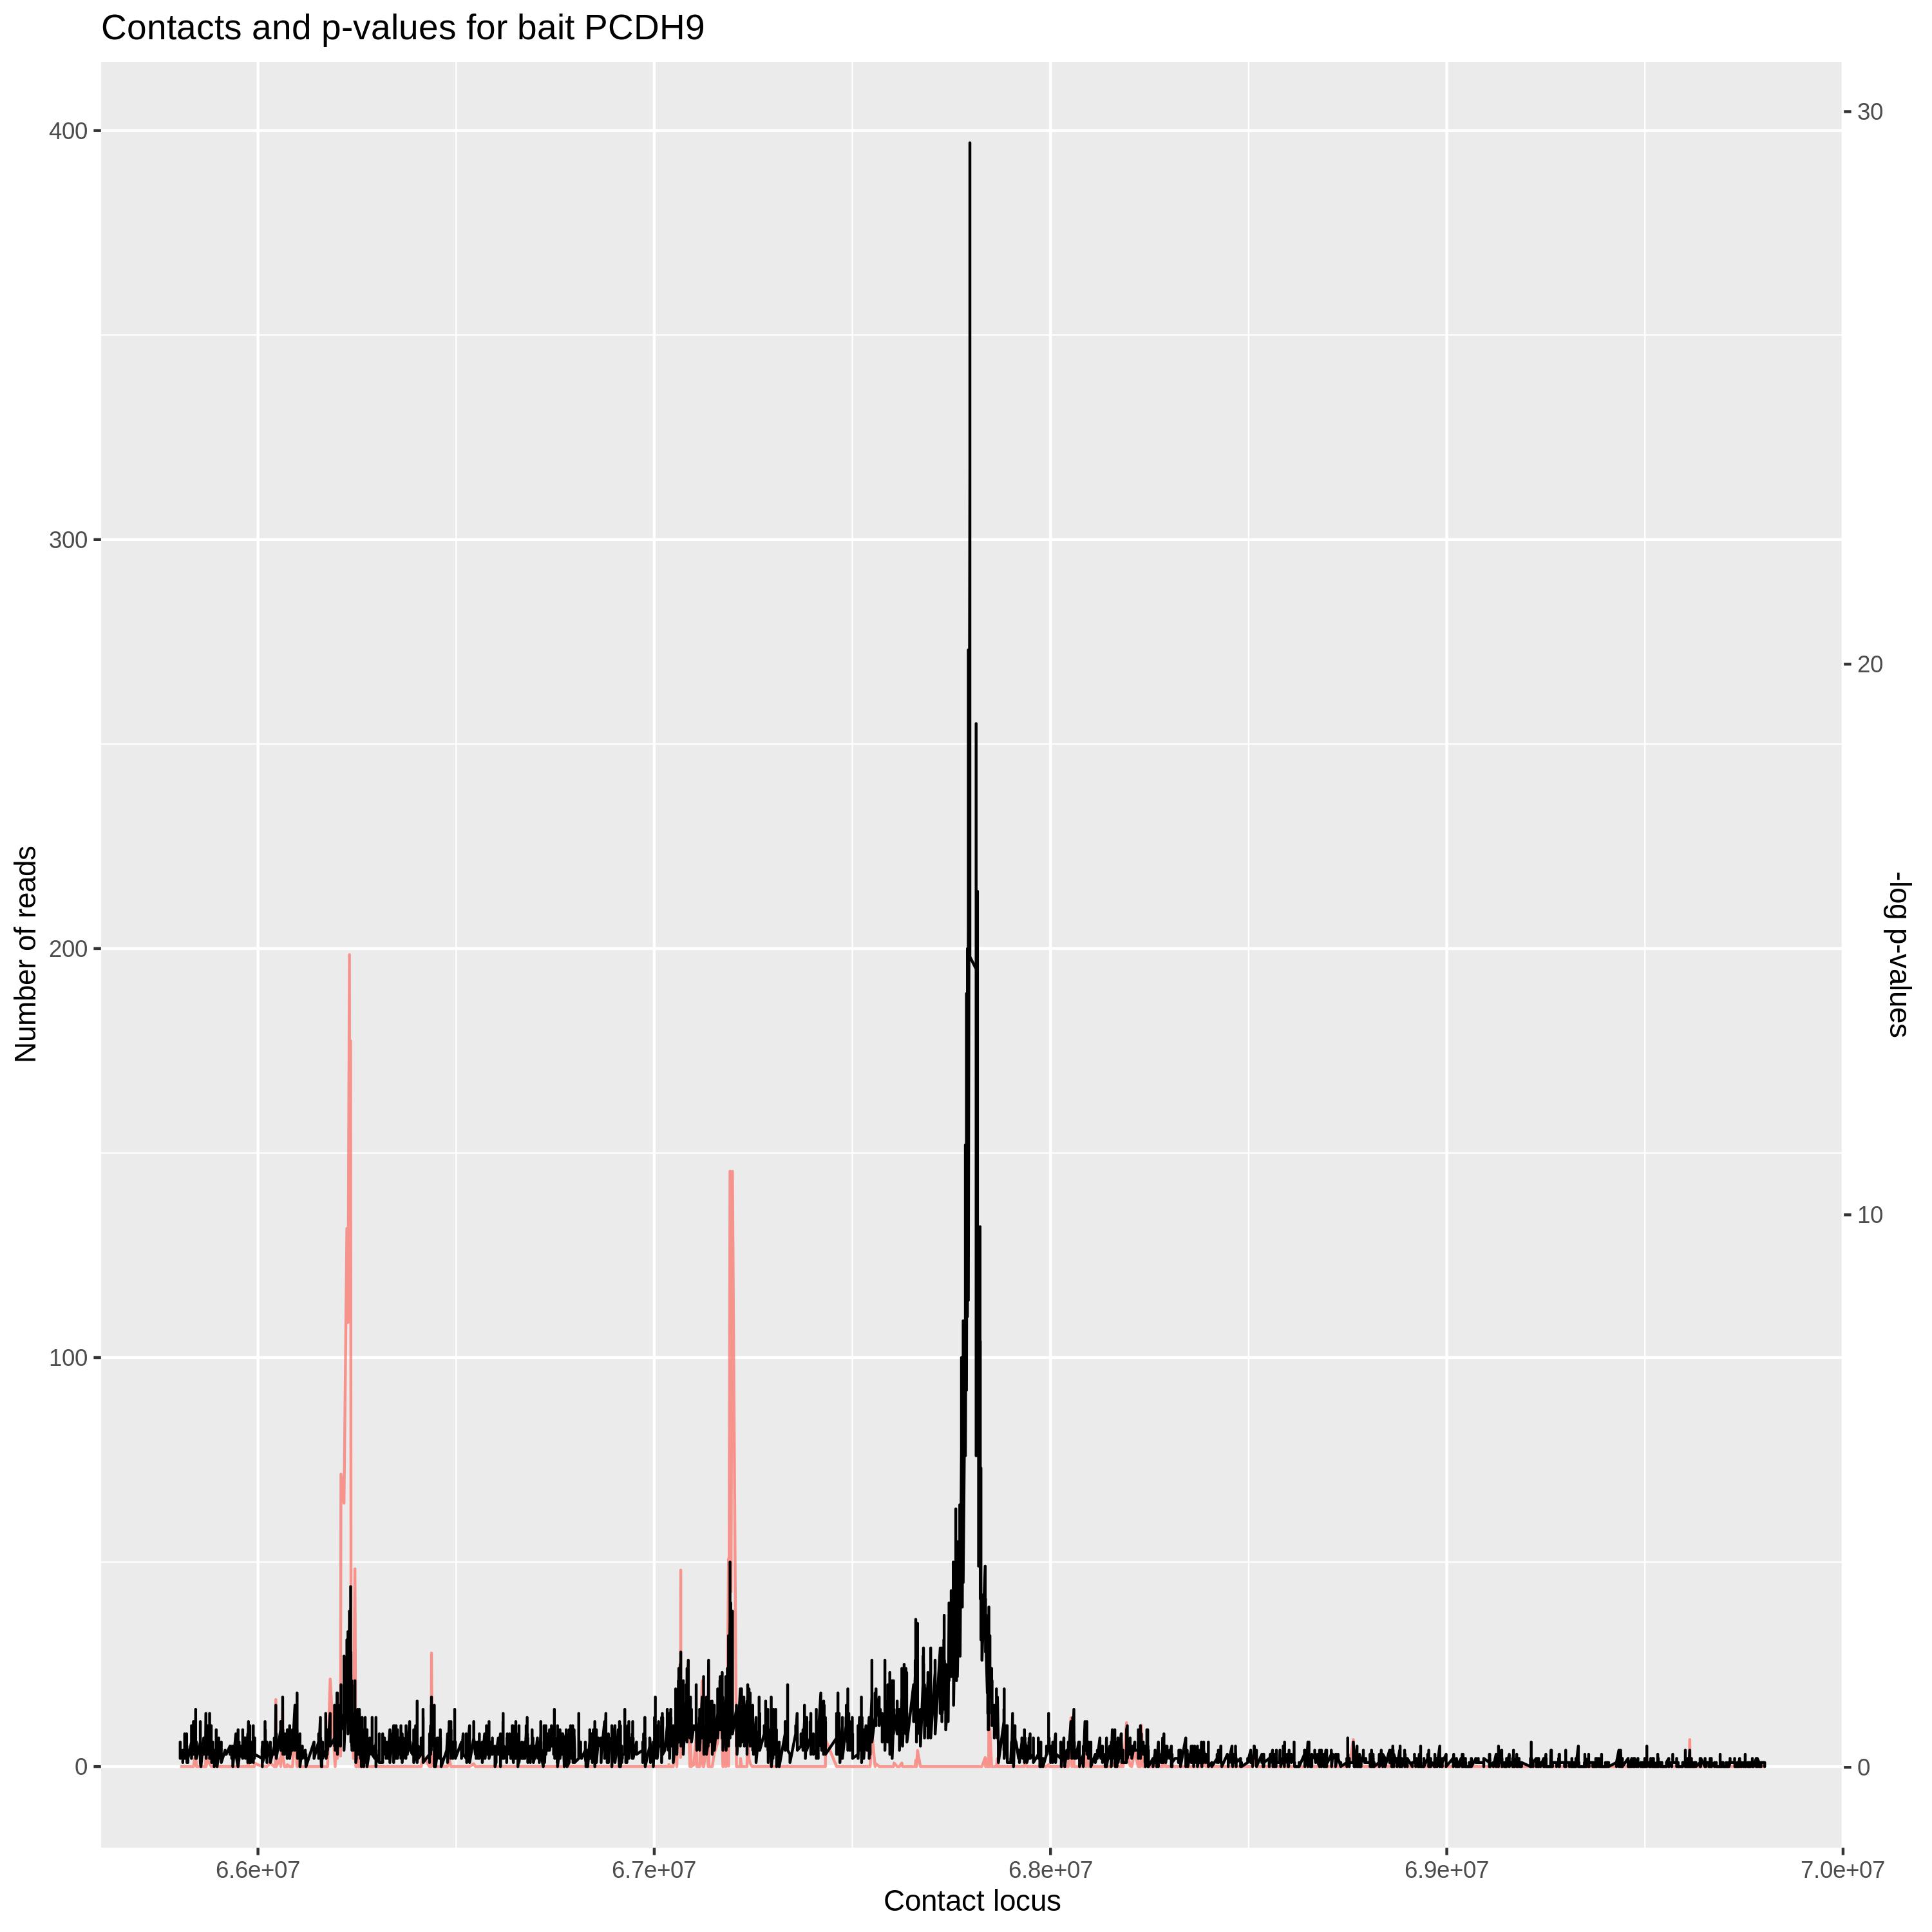 Contacts and p-values for bait PCDH9
400
300
200
100
0
Number of reads
30
20
10
0
-log p-values
6.6e+07
6.7e+07
6.8e+07
6.9e+07
7.0e+07
Contact locus